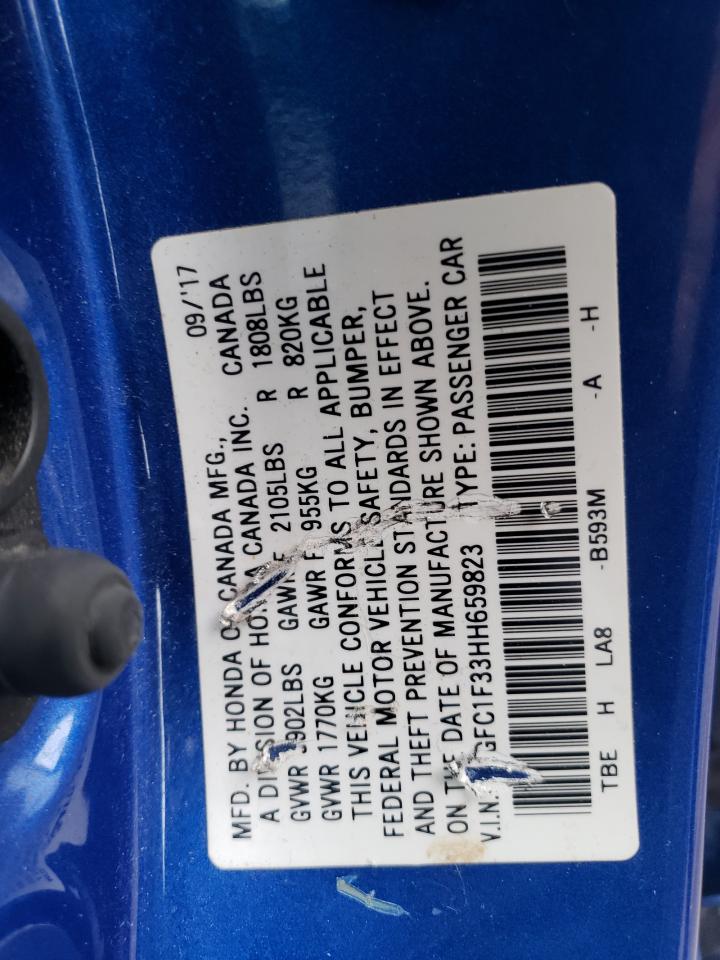 09/'17
MFD. BY HONDA OF CANADA MFG.,
A DIVISION OF HONDA CANADA INC. CANADA
GVWR 3902LBS GAWR F 2105LBS R 1808LBS
GVWR 1770KG GAWR F 955KG R 820KG
THIS VEHICLE CONFORMS TO ALL APPLICABLE
FEDERAL MOTOR VEHICLE SAFETY, BUMPER,
AND THEFT PREVENTION STANDARDS IN EFFECT
ON THE DATE OF MANUFACTURE SHOWN ABOVE.
V.I.N. GFC1F33HH659823 TYPE: PASSENGER CAR
TBE H LA8 -B593M -A -H